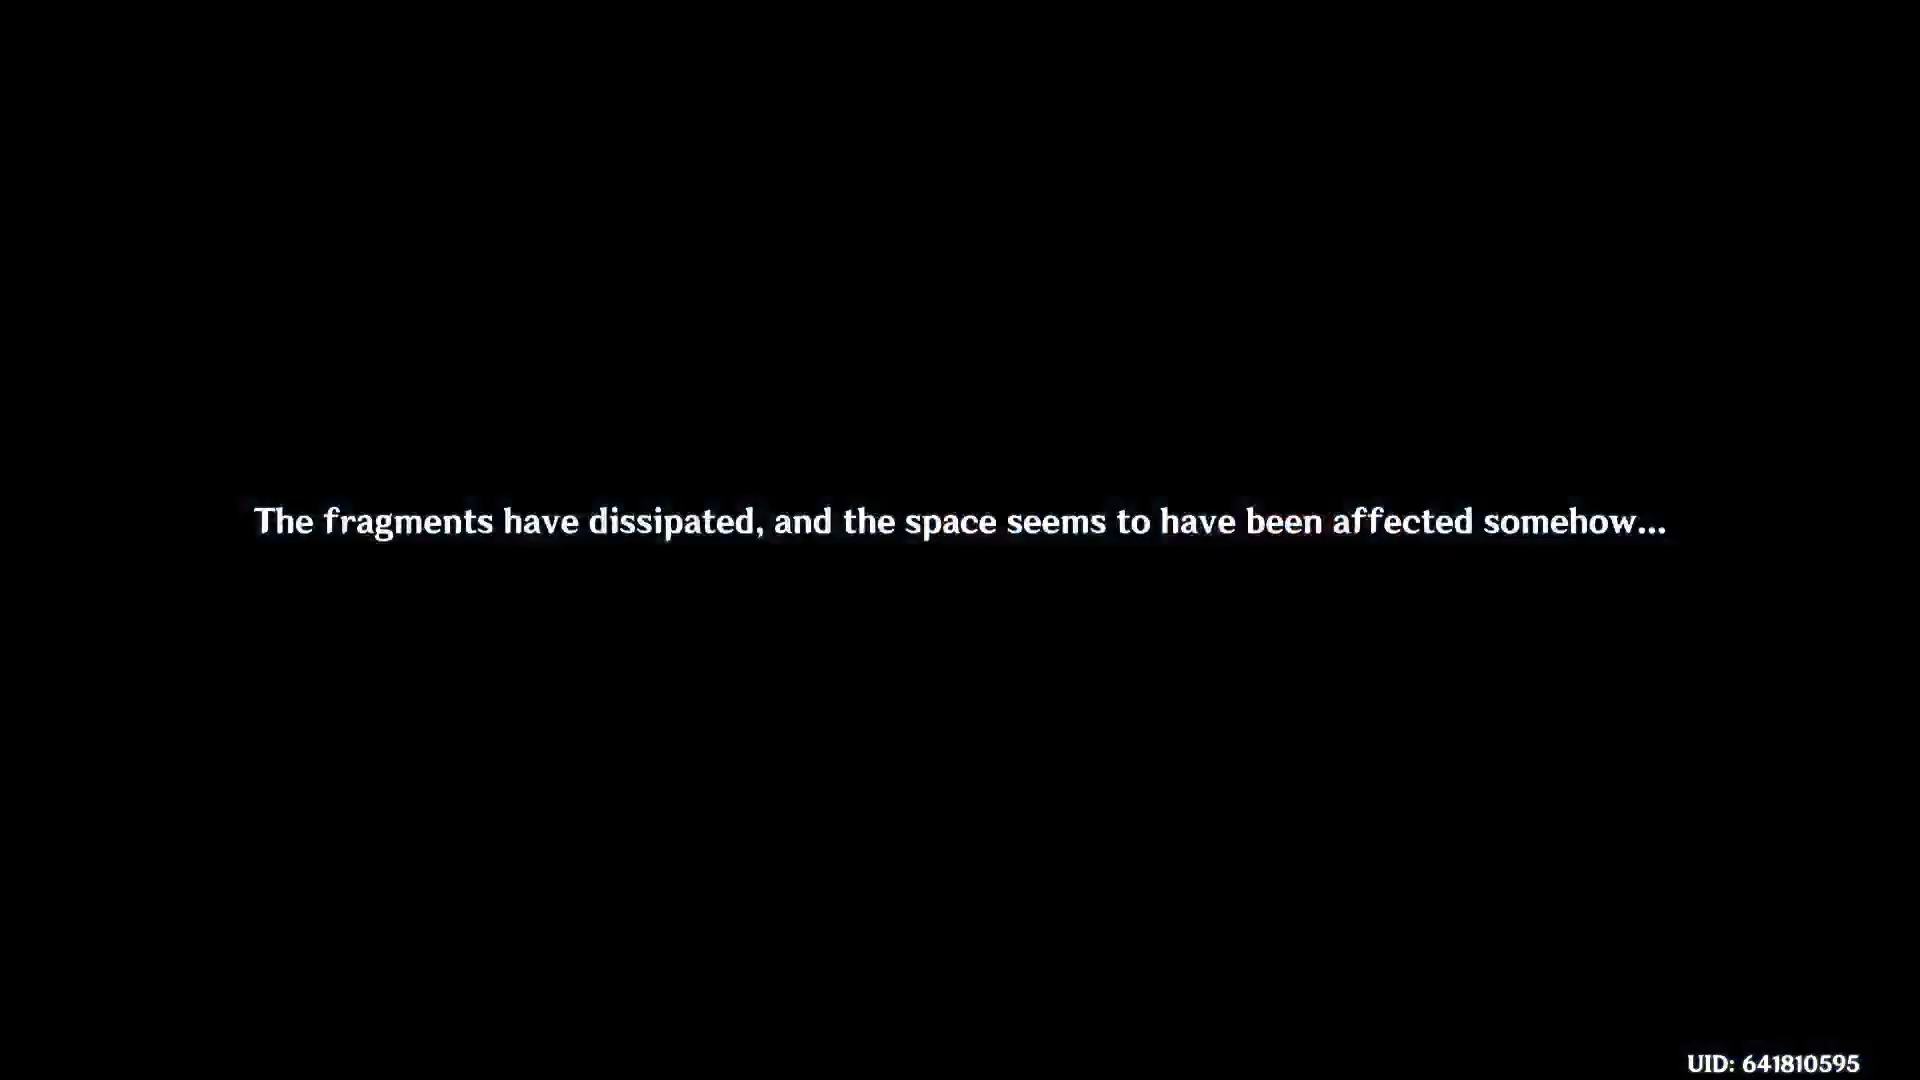 The fragments have dissipated, and the space seems to have been affected somehow...
UID: 641810595